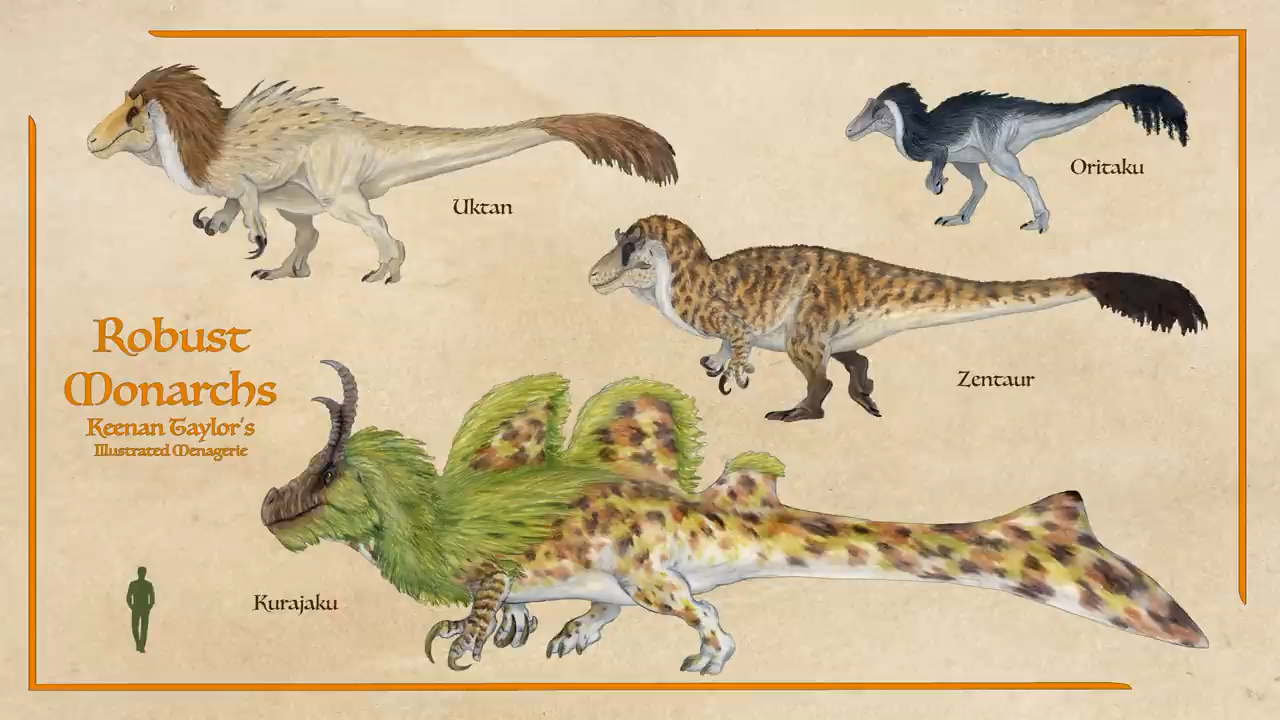 Oritaku
Uktan
Robust
Monarchs
Keenan Taylor's
Illustrated Menagerie
Zentaur
Kurajaku